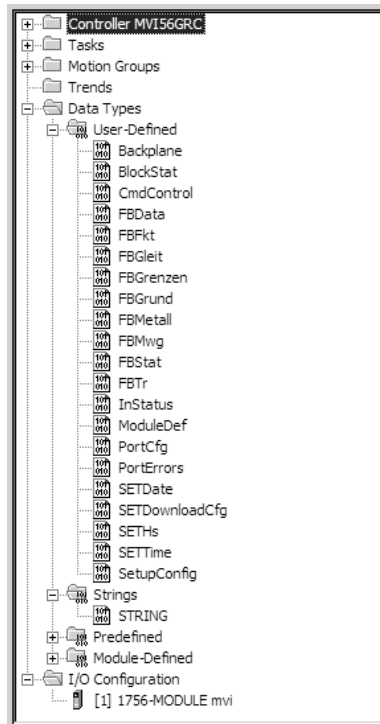 Controller MVI56GRC
Tasks
Motion Groups
Trends
Data Types
User-Defined
Backplane
BlockStat
CmdControl
FBData
FBFkt
FBGleit
FBGrenzen
FBGrund
FBMetall
FBMwg
FBStat
FBTr
InStatus
ModuleDef
PortCfg
PortErrors
SETDate
SETDownloadCfg
SETHs
SETTime
SetupConfig
Strings
STRING
Predefined
Module-Defined
I/O Configuration
[1] 1756-MODULE mvi